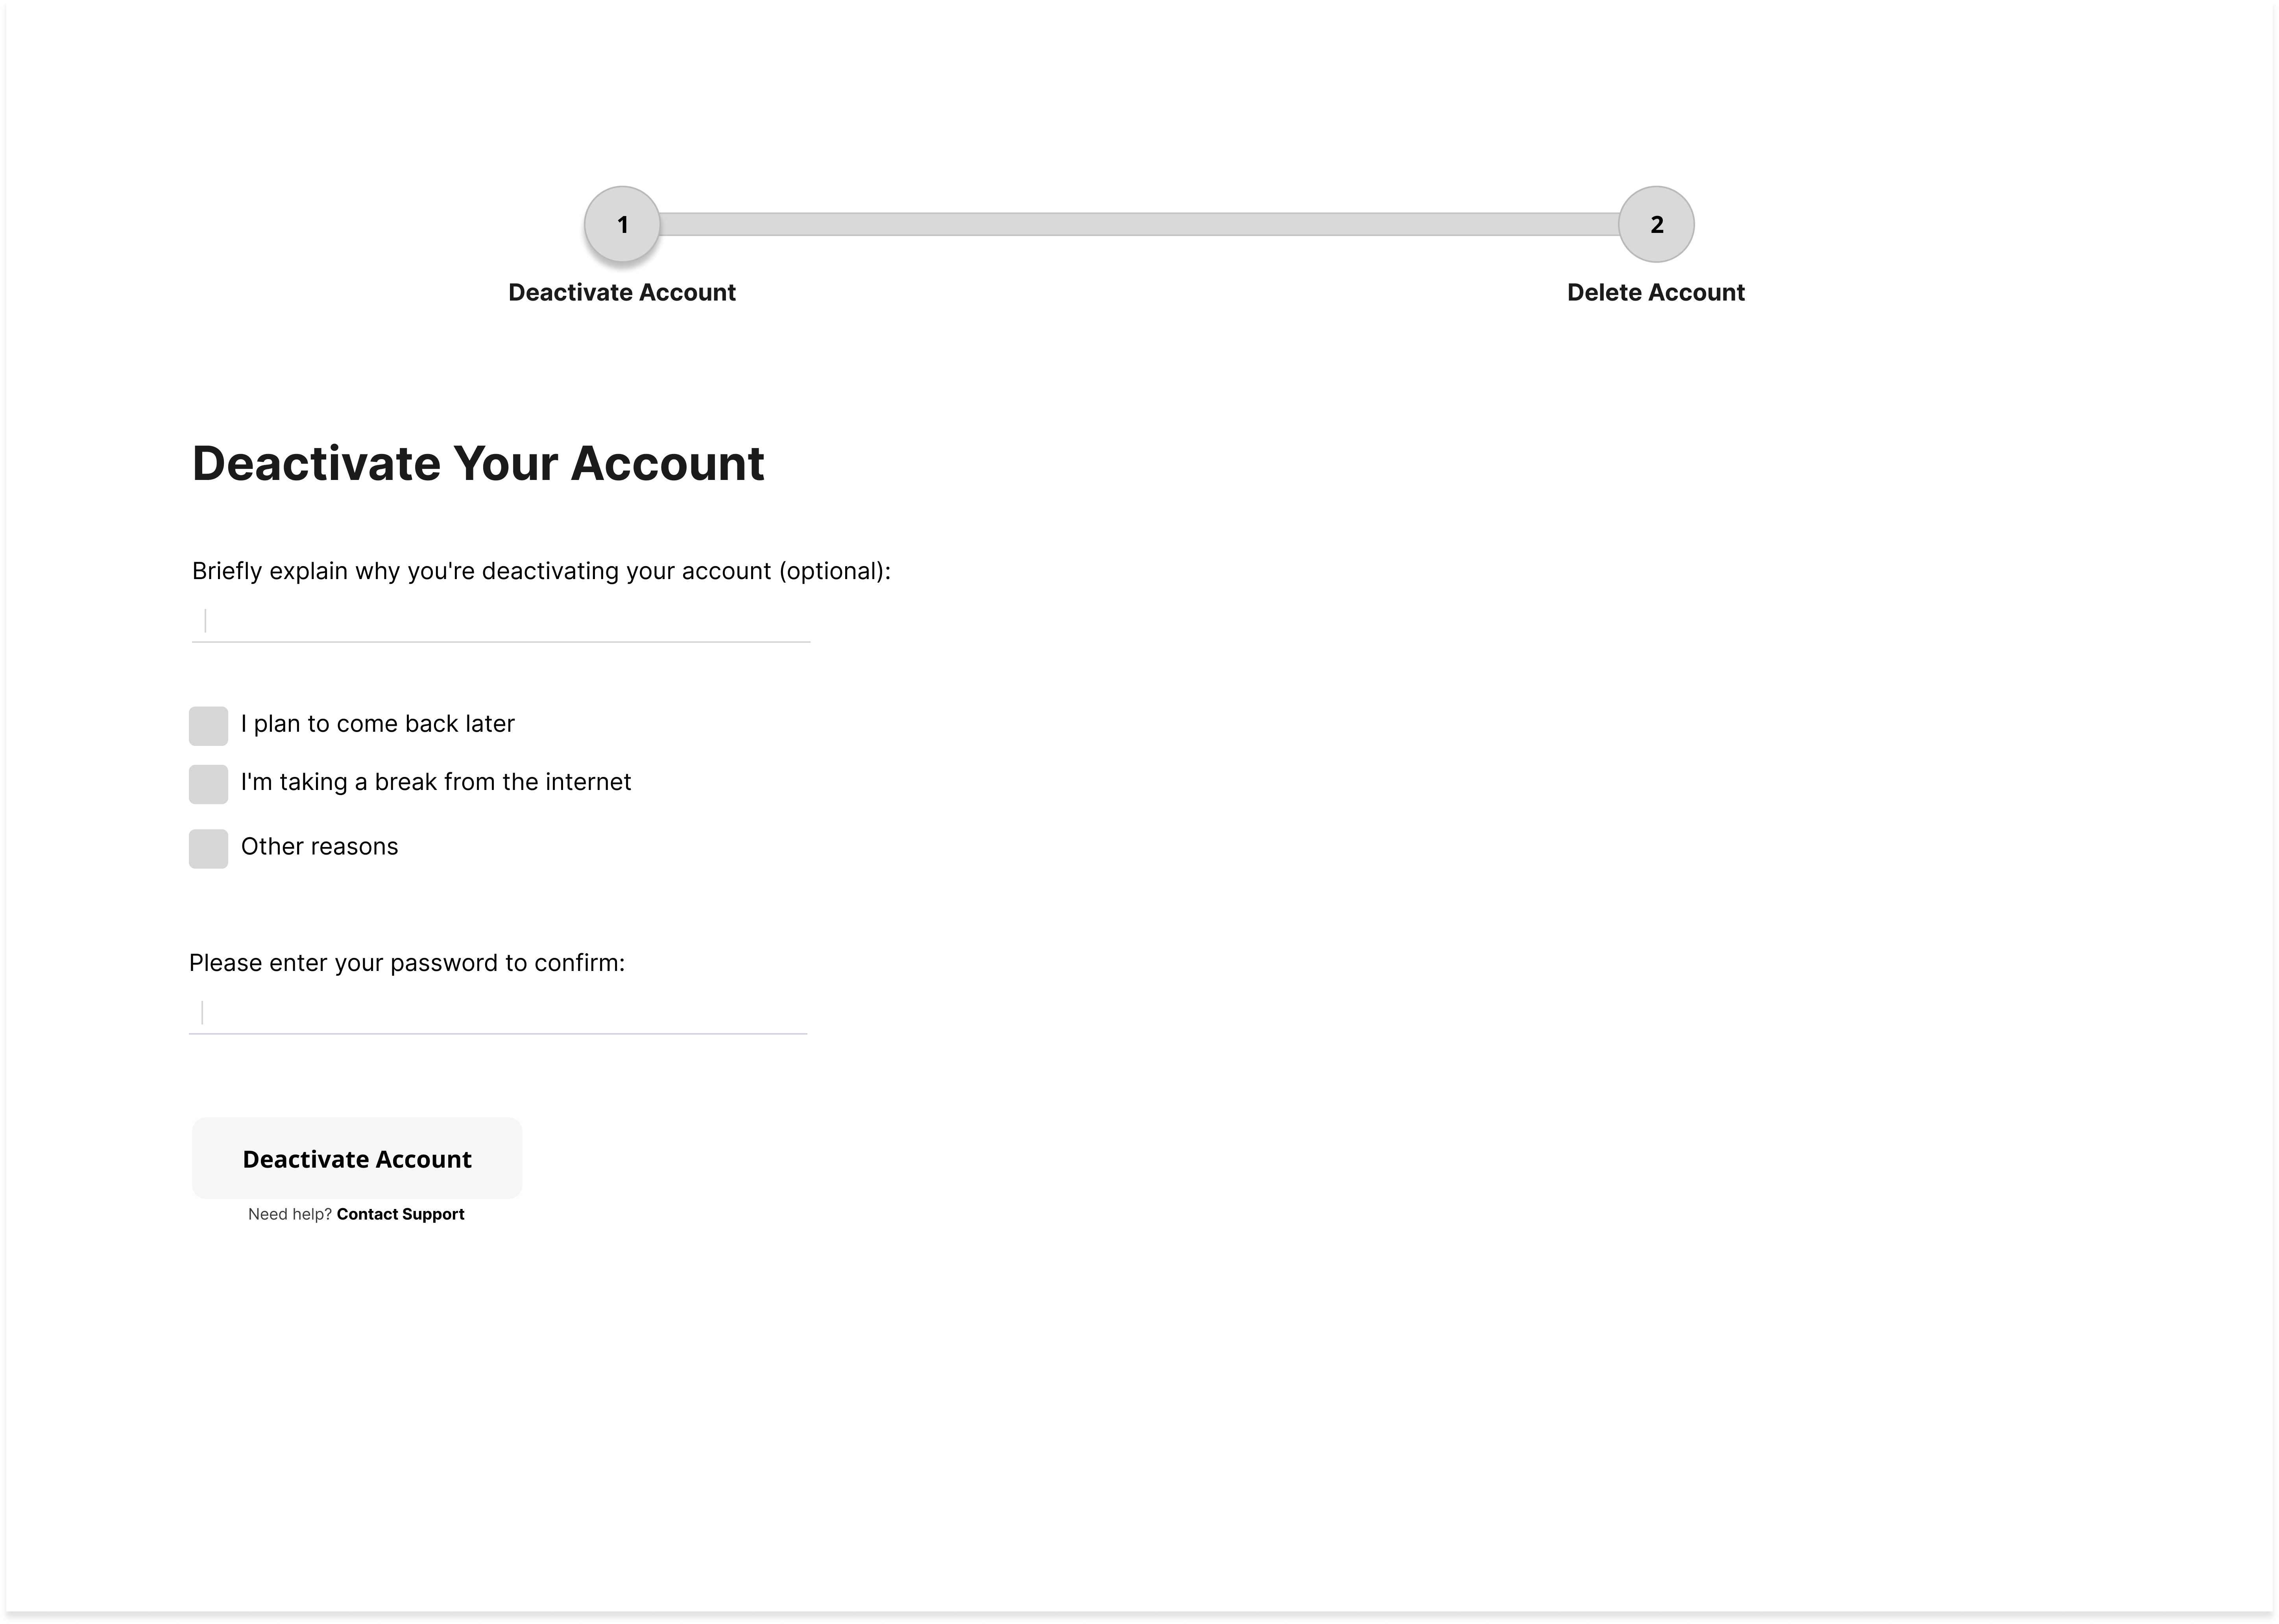 1
2
Deactivate Account
Delete Account
Deactivate Your Account
Briefly explain why you're deactivating your account (optional):
I plan to come back later
I'm taking a break from the internet
Other reasons
Please enter your password to confirm:
Deactivate Account
Need help? Contact Support